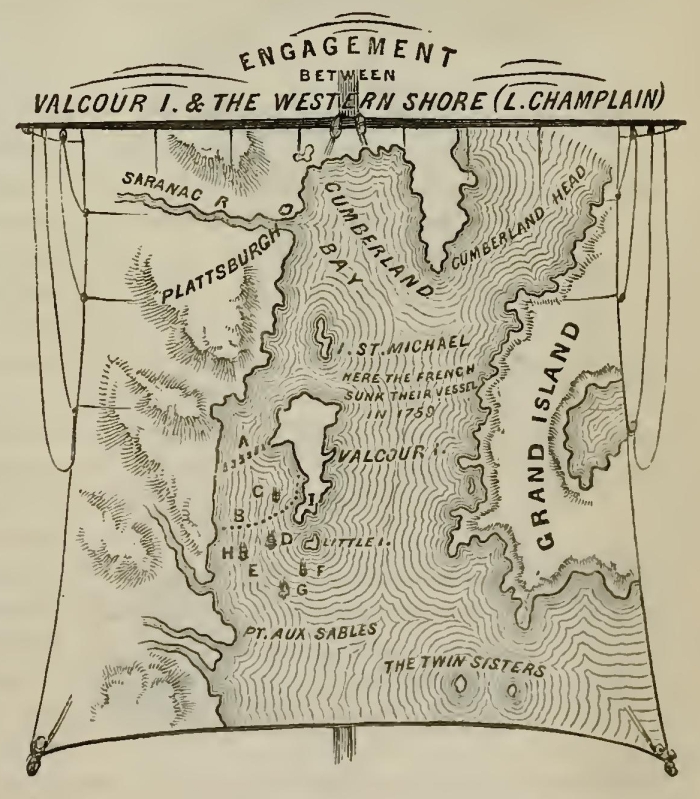 ENGAGEMENT
BETWEEN
VALCOUR I. & THE WESTERN SHORE (L. CHAMPLAIN)
SARANAC R
PLATTSBURGH
CUMBERLAND
BAY
CUMBERLAND HEAD
I. ST. MICHAEL
HERE THE FRENCH
SUNK THEIR VESSEL
IN 1759
GRAND ISLAND
A
VALCOUR I.
C
I
B
H
D
LITTLE I.
E
F
G
PT. AUX SABLES
THE TWIN SISTERS